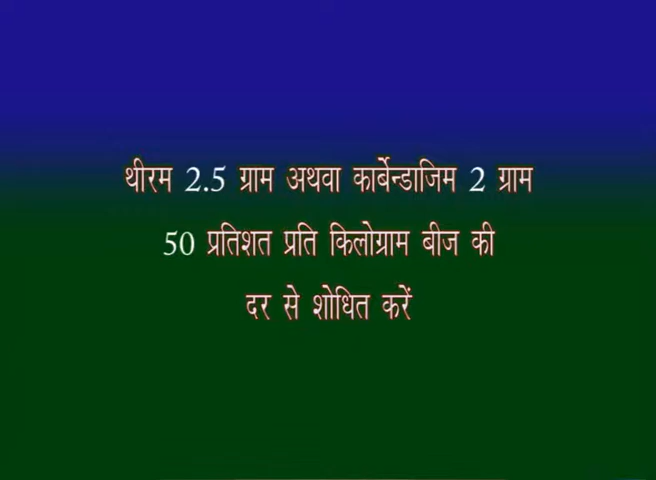 थीरम 2.5 ग्राम अथवा कार्बेन्डाजिम 2 ग्राम
50 प्रतिशत प्रति किलोग्राम बीज की
दर से शोधित करें